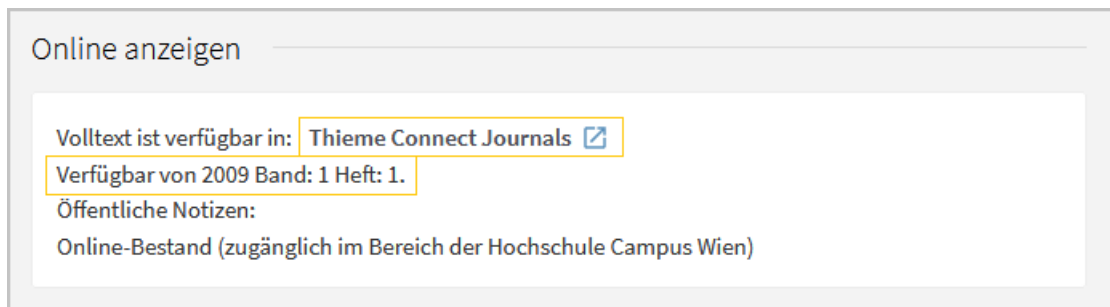 Online anzeigen
Volltext ist verfügbar in: Thieme Connect Journals
Verfügbar von 2009 Band: 1 Heft: 1.
Öffentliche Notizen:
Online-Bestand (zugänglich im Bereich der Hochschule Campus Wien)